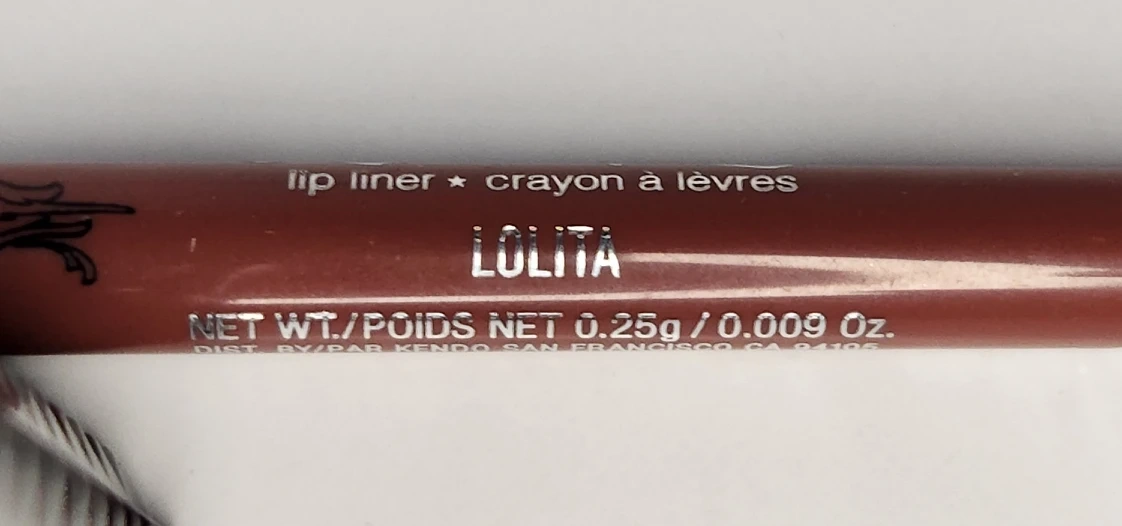 lip liner ★ crayon à lèvres
LOLITA
NET WT./POIDS NET 0.25g / 0.009 Oz.
DIST. BY/PAR KENDO SAN FRANCISCO CA 94105